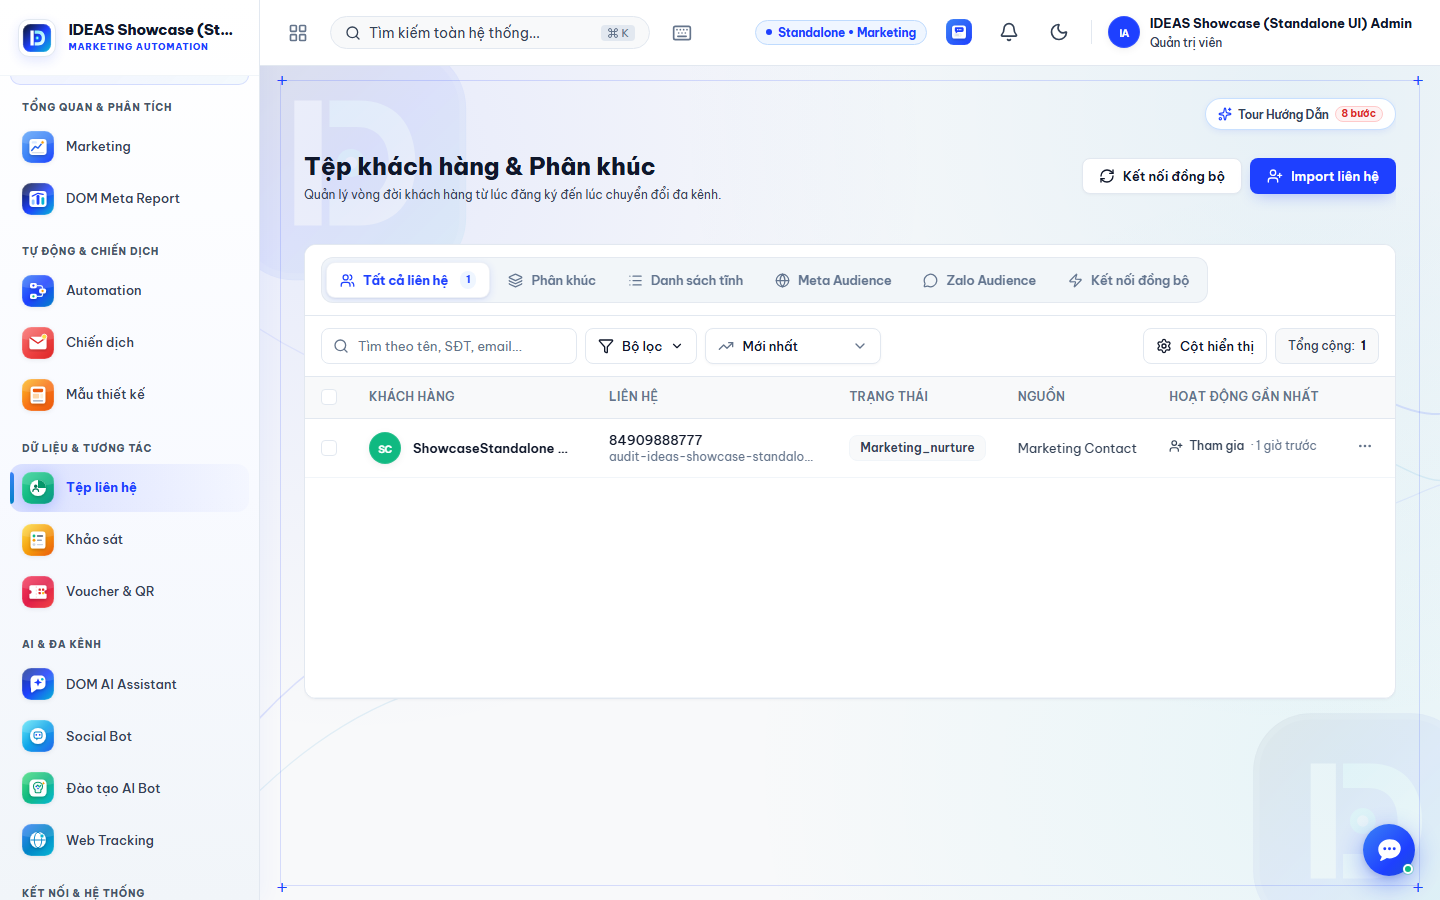 IDEAS Showcase (St...
MARKETING AUTOMATION
TỔNG QUAN & PHÂN TÍCH
Marketing
DOM Meta Report
TỰ ĐỘNG & CHIẾN DỊCH
Automation
Chiến dịch
Mẫu thiết kế
DỮ LIỆU & TƯƠNG TÁC
Tệp liên hệ
Khảo sát
Voucher & QR
AI & ĐA KÊNH
DOM AI Assistant
Social Bot
Đào tạo AI Bot
Web Tracking
KẾT NỐI & HỆ THỐNG
Tìm kiếm toàn hệ thống...
⌘ K
Standalone • Marketing
IA
IDEAS Showcase (Standalone UI) Admin
Quản trị viên
Tour Hướng Dẫn 8 bước
Tệp khách hàng & Phân khúc
Quản lý vòng đời khách hàng từ lúc đăng ký đến lúc chuyển đổi đa kênh.
Kết nối đồng bộ
Import liên hệ
Tất cả liên hệ 1
Phân khúc
Danh sách tĩnh
Meta Audience
Zalo Audience
Kết nối đồng bộ
Tìm theo tên, SĐT, email...
Bộ lọc
Mới nhất
Cột hiển thị
Tổng cộng: 1
KHÁCH HÀNG
LIÊN HỆ
TRẠNG THÁI
NGUỒN
HOẠT ĐỘNG GẦN NHẤT
SC
ShowcaseStandalone ...
84909888777
audit-ideas-showcase-standalo...
Marketing_nurture
Marketing Contact
Tham gia · 1 giờ trước